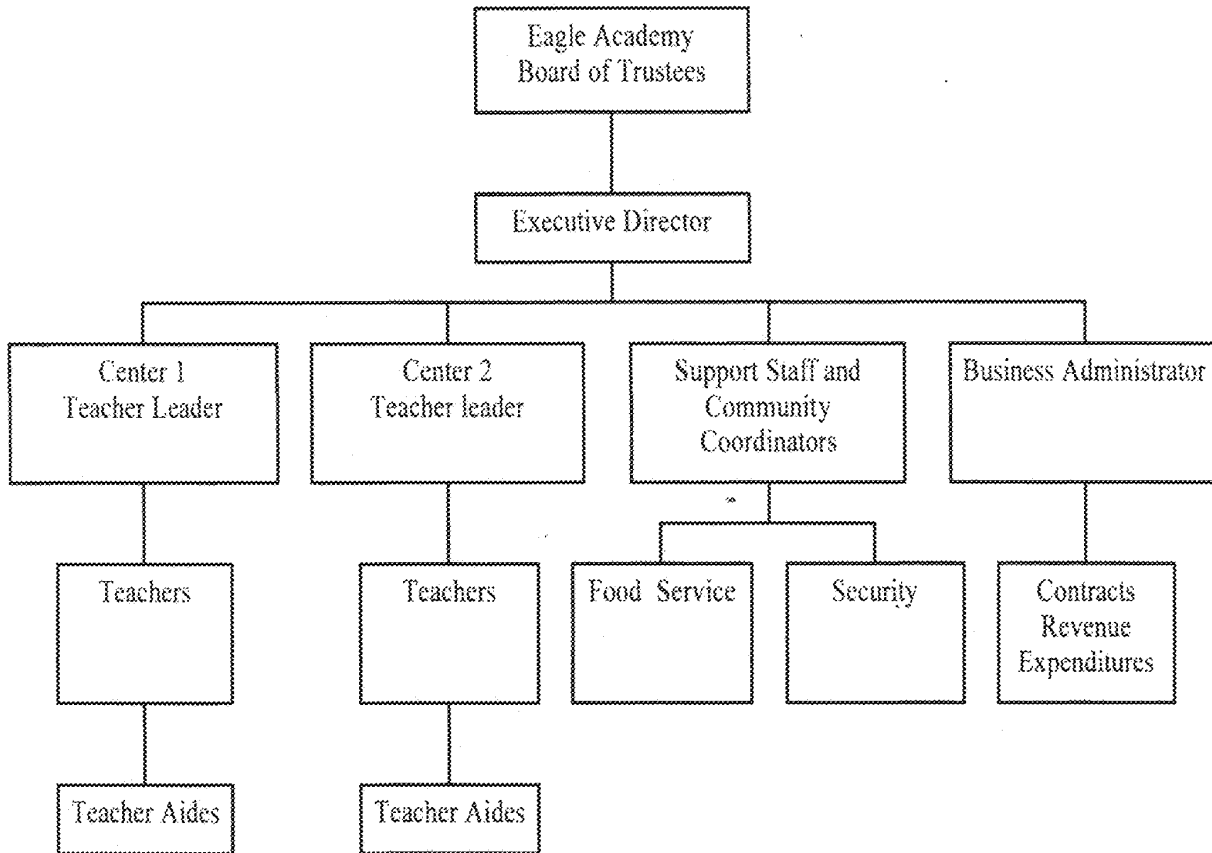 Eagle Academy
Board of Trustees
Executive Director
Center 1
Teacher Leader
Center 2
Teacher leader
Support Staff and
Community
Coordinators
Business Administrator
Teachers
Teachers
Food Service
Security
Contracts
Revenue
Expenditures
Teacher Aides
Teacher Aides